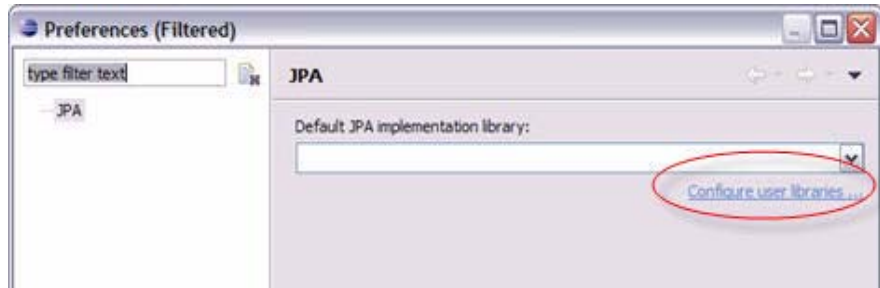 Preferences (Filtered)
type filter text
JPA
JPA
Default JPA implementation library:
Configure user libraries ...